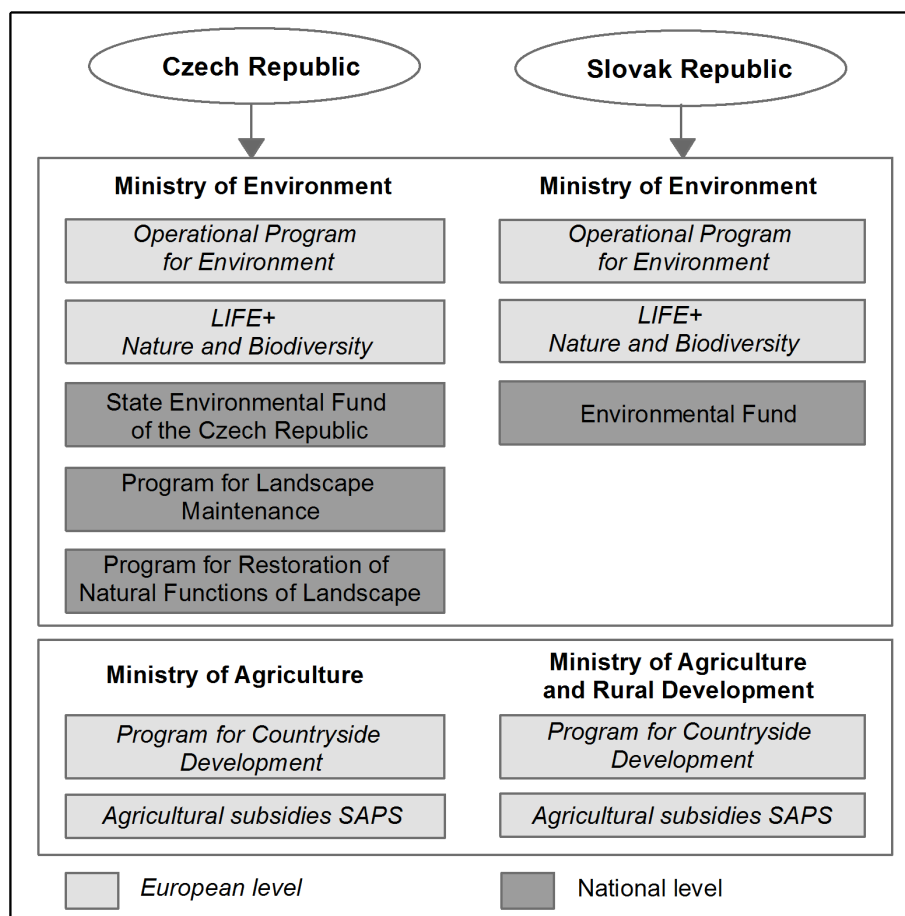 Czech Republic
Slovak Republic
Ministry of Environment
Operational Program
for Environment
LIFE+
Nature and Biodiversity
State Environmental Fund
of the Czech Republic
Program for Landscape
Maintenance
Program for Restoration of
Natural Functions of Landscape
Ministry of Environment
Operational Program
for Environment
LIFE+
Nature and Biodiversity
Environmental Fund
Ministry of Agriculture
Program for Countryside
Development
Agricultural subsidies SAPS
Ministry of Agriculture
and Rural Development
Program for Countryside
Development
Agricultural subsidies SAPS
European level
National level